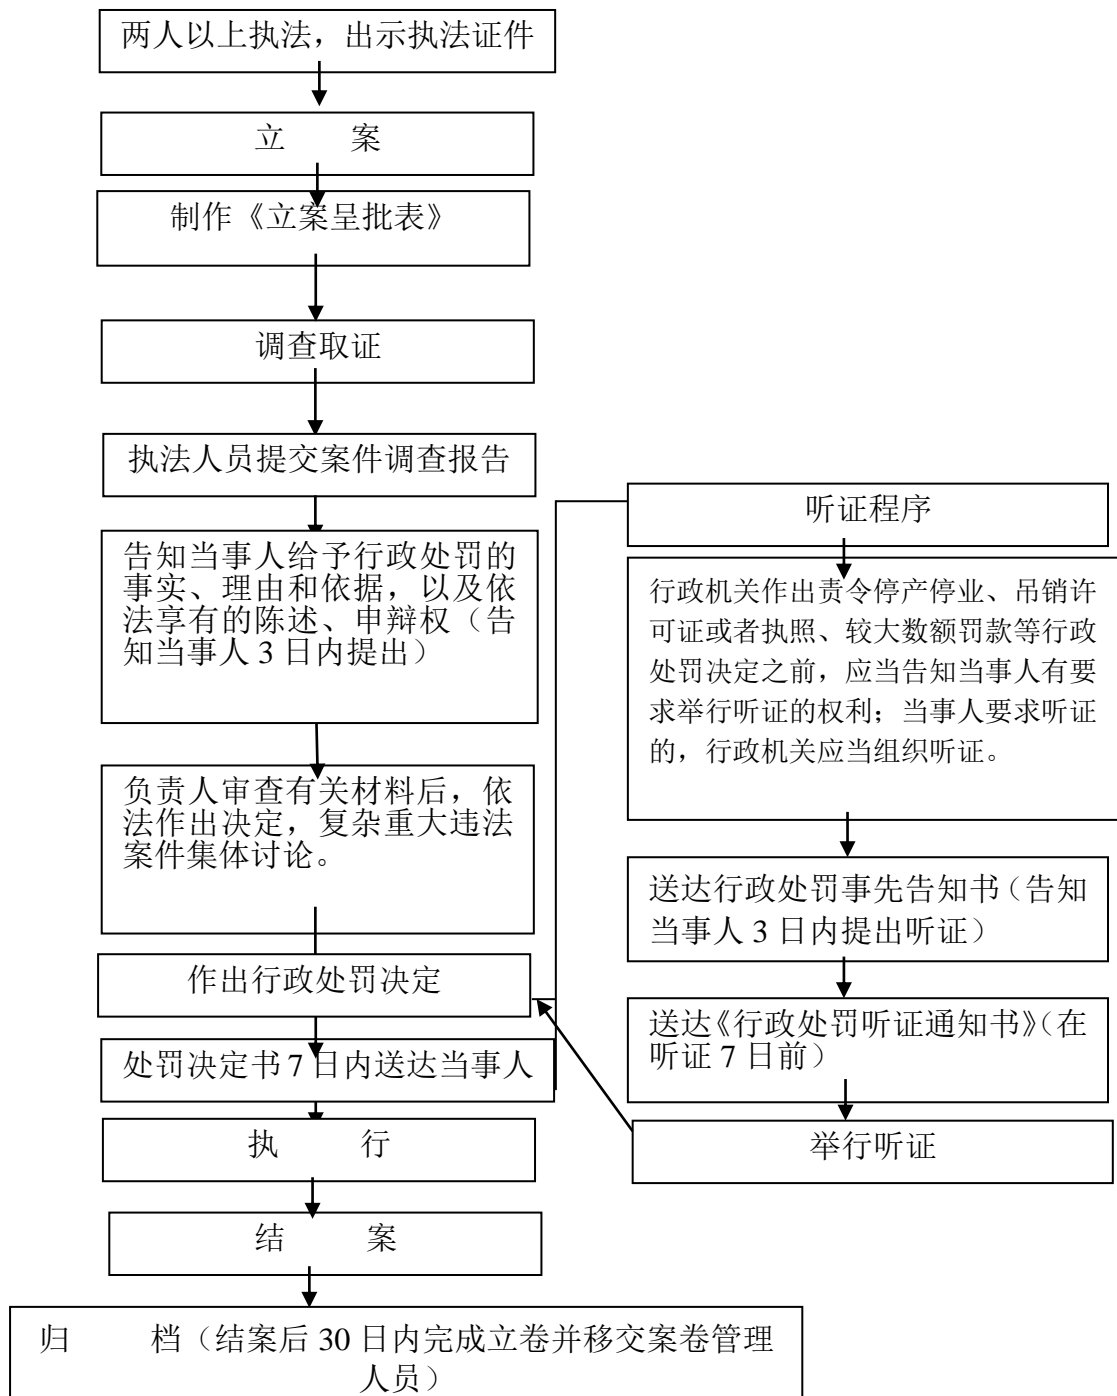 两人以上执法，出示执法证件
立 案
制作《立案呈批表》
调查取证
执法人员提交案件调查报告
告知当事人给予行政处罚的
事实、理由和依据，以及依
法享有的陈述、申辩权（告
知当事人 3 日内提出）
负责人审查有关材料后，依
法作出决定，复杂重大违法
案件集体讨论。
作出行政处罚决定
处罚决定书 7 日内送达当事人
执 行
结 案
归 档（结案后 30 日内完成立卷并移交案卷管理
人员）
听证程序
行政机关作出责令停产停业、吊销许
可证或者执照、较大数额罚款等行政
处罚决定之前，应当告知当事人有要
求举行听证的权利；当事人要求听证
的，行政机关应当组织听证。
送达行政处罚事先告知书（告知
当事人 3 日内提出听证）
送达《行政处罚听证通知书》（在
听证 7 日前）
举行听证